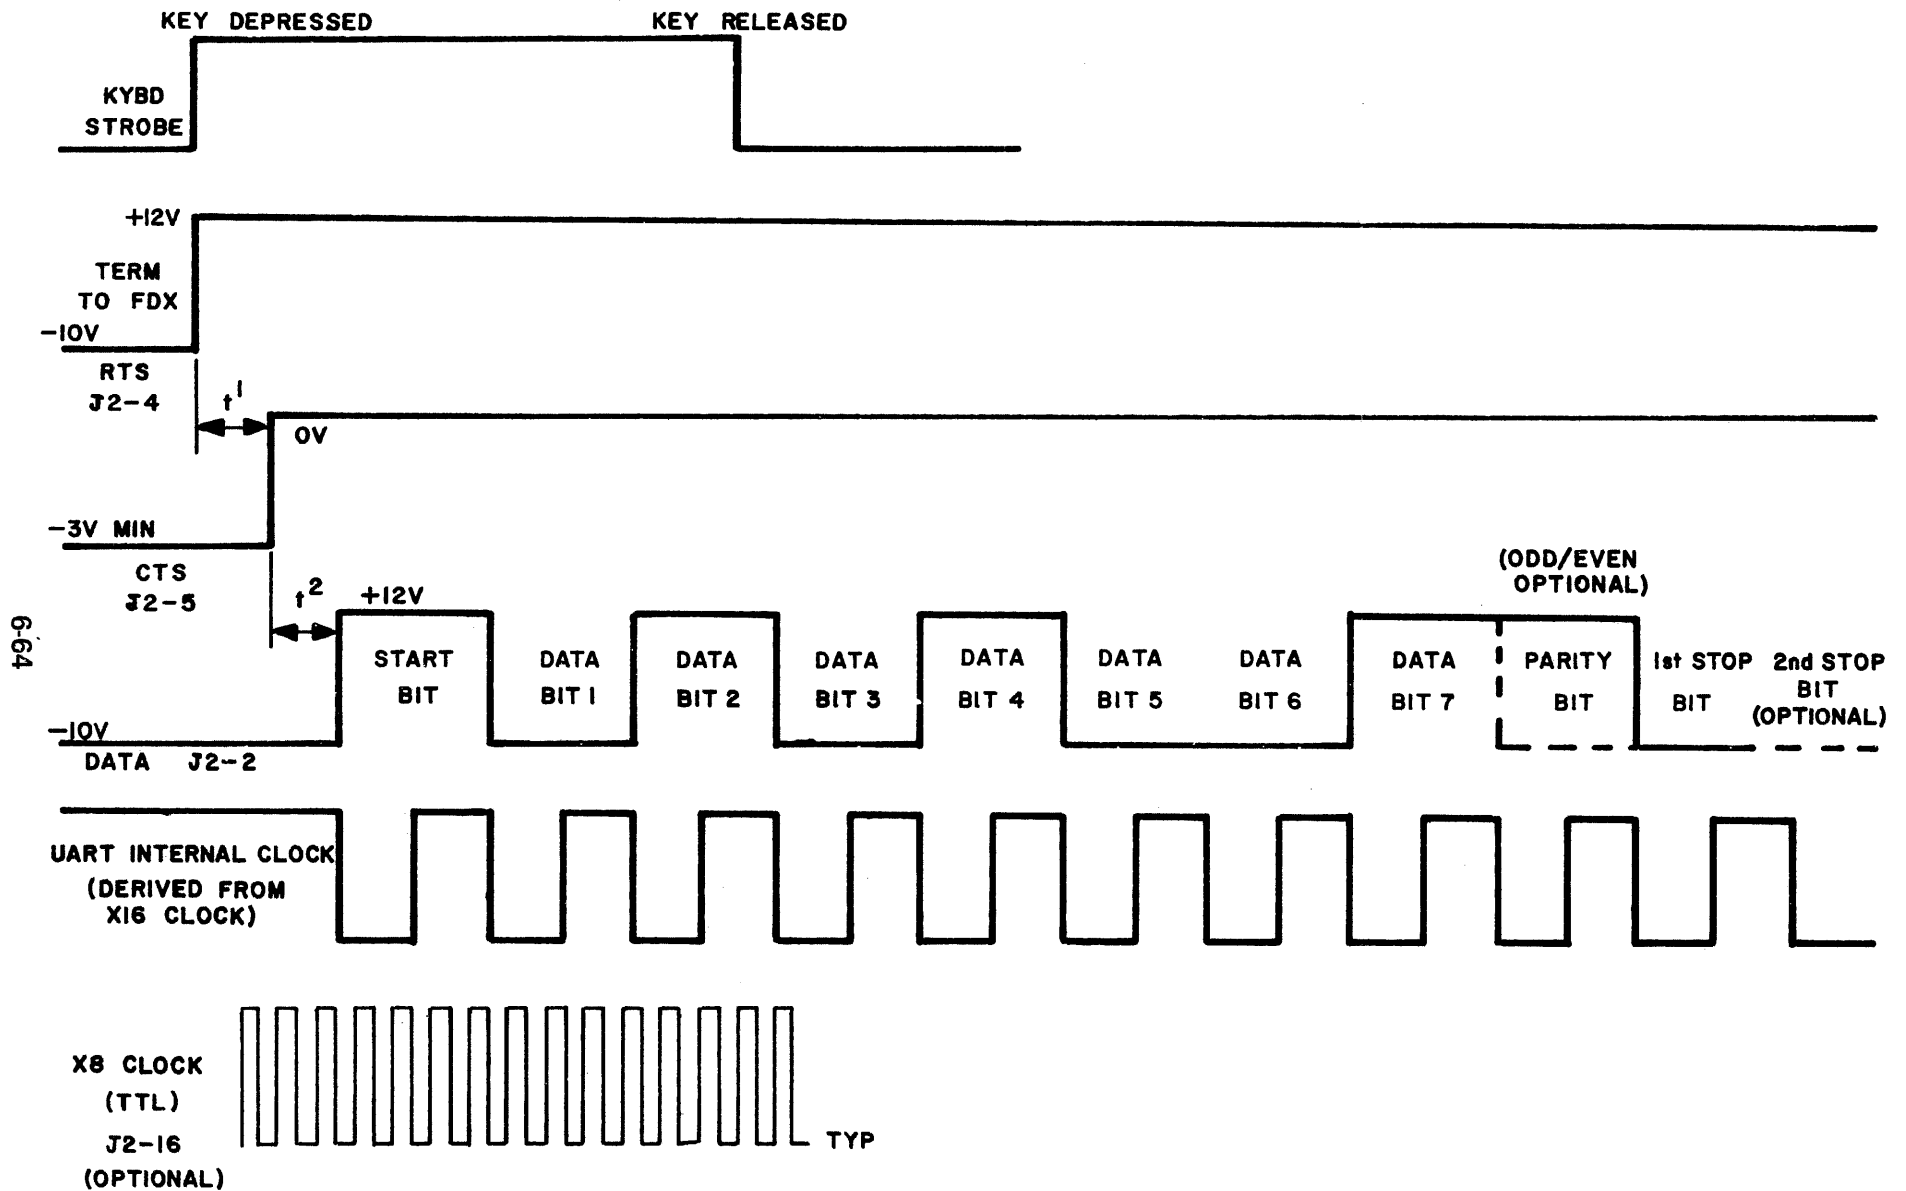 KEY DEPRESSED
KEY RELEASED
KYBD
STROBE
+12V
TERM
TO FDX
-10V
RTS
J2-4
t1
0V
-3V MIN
CTS
J2-5
t2
+12V
(ODD/EVEN
OPTIONAL)
START
BIT
DATA
BIT 1
DATA
BIT 2
DATA
BIT 3
DATA
BIT 4
DATA
BIT 5
DATA
BIT 6
DATA
BIT 7
PARITY
BIT
1st STOP
BIT
2nd STOP
BIT
(OPTIONAL)
-10V
DATA J2-2
UART INTERNAL CLOCK
(DERIVED FROM
X16 CLOCK)
X8 CLOCK
(TTL)
J2-16
(OPTIONAL)
TYP
6-64